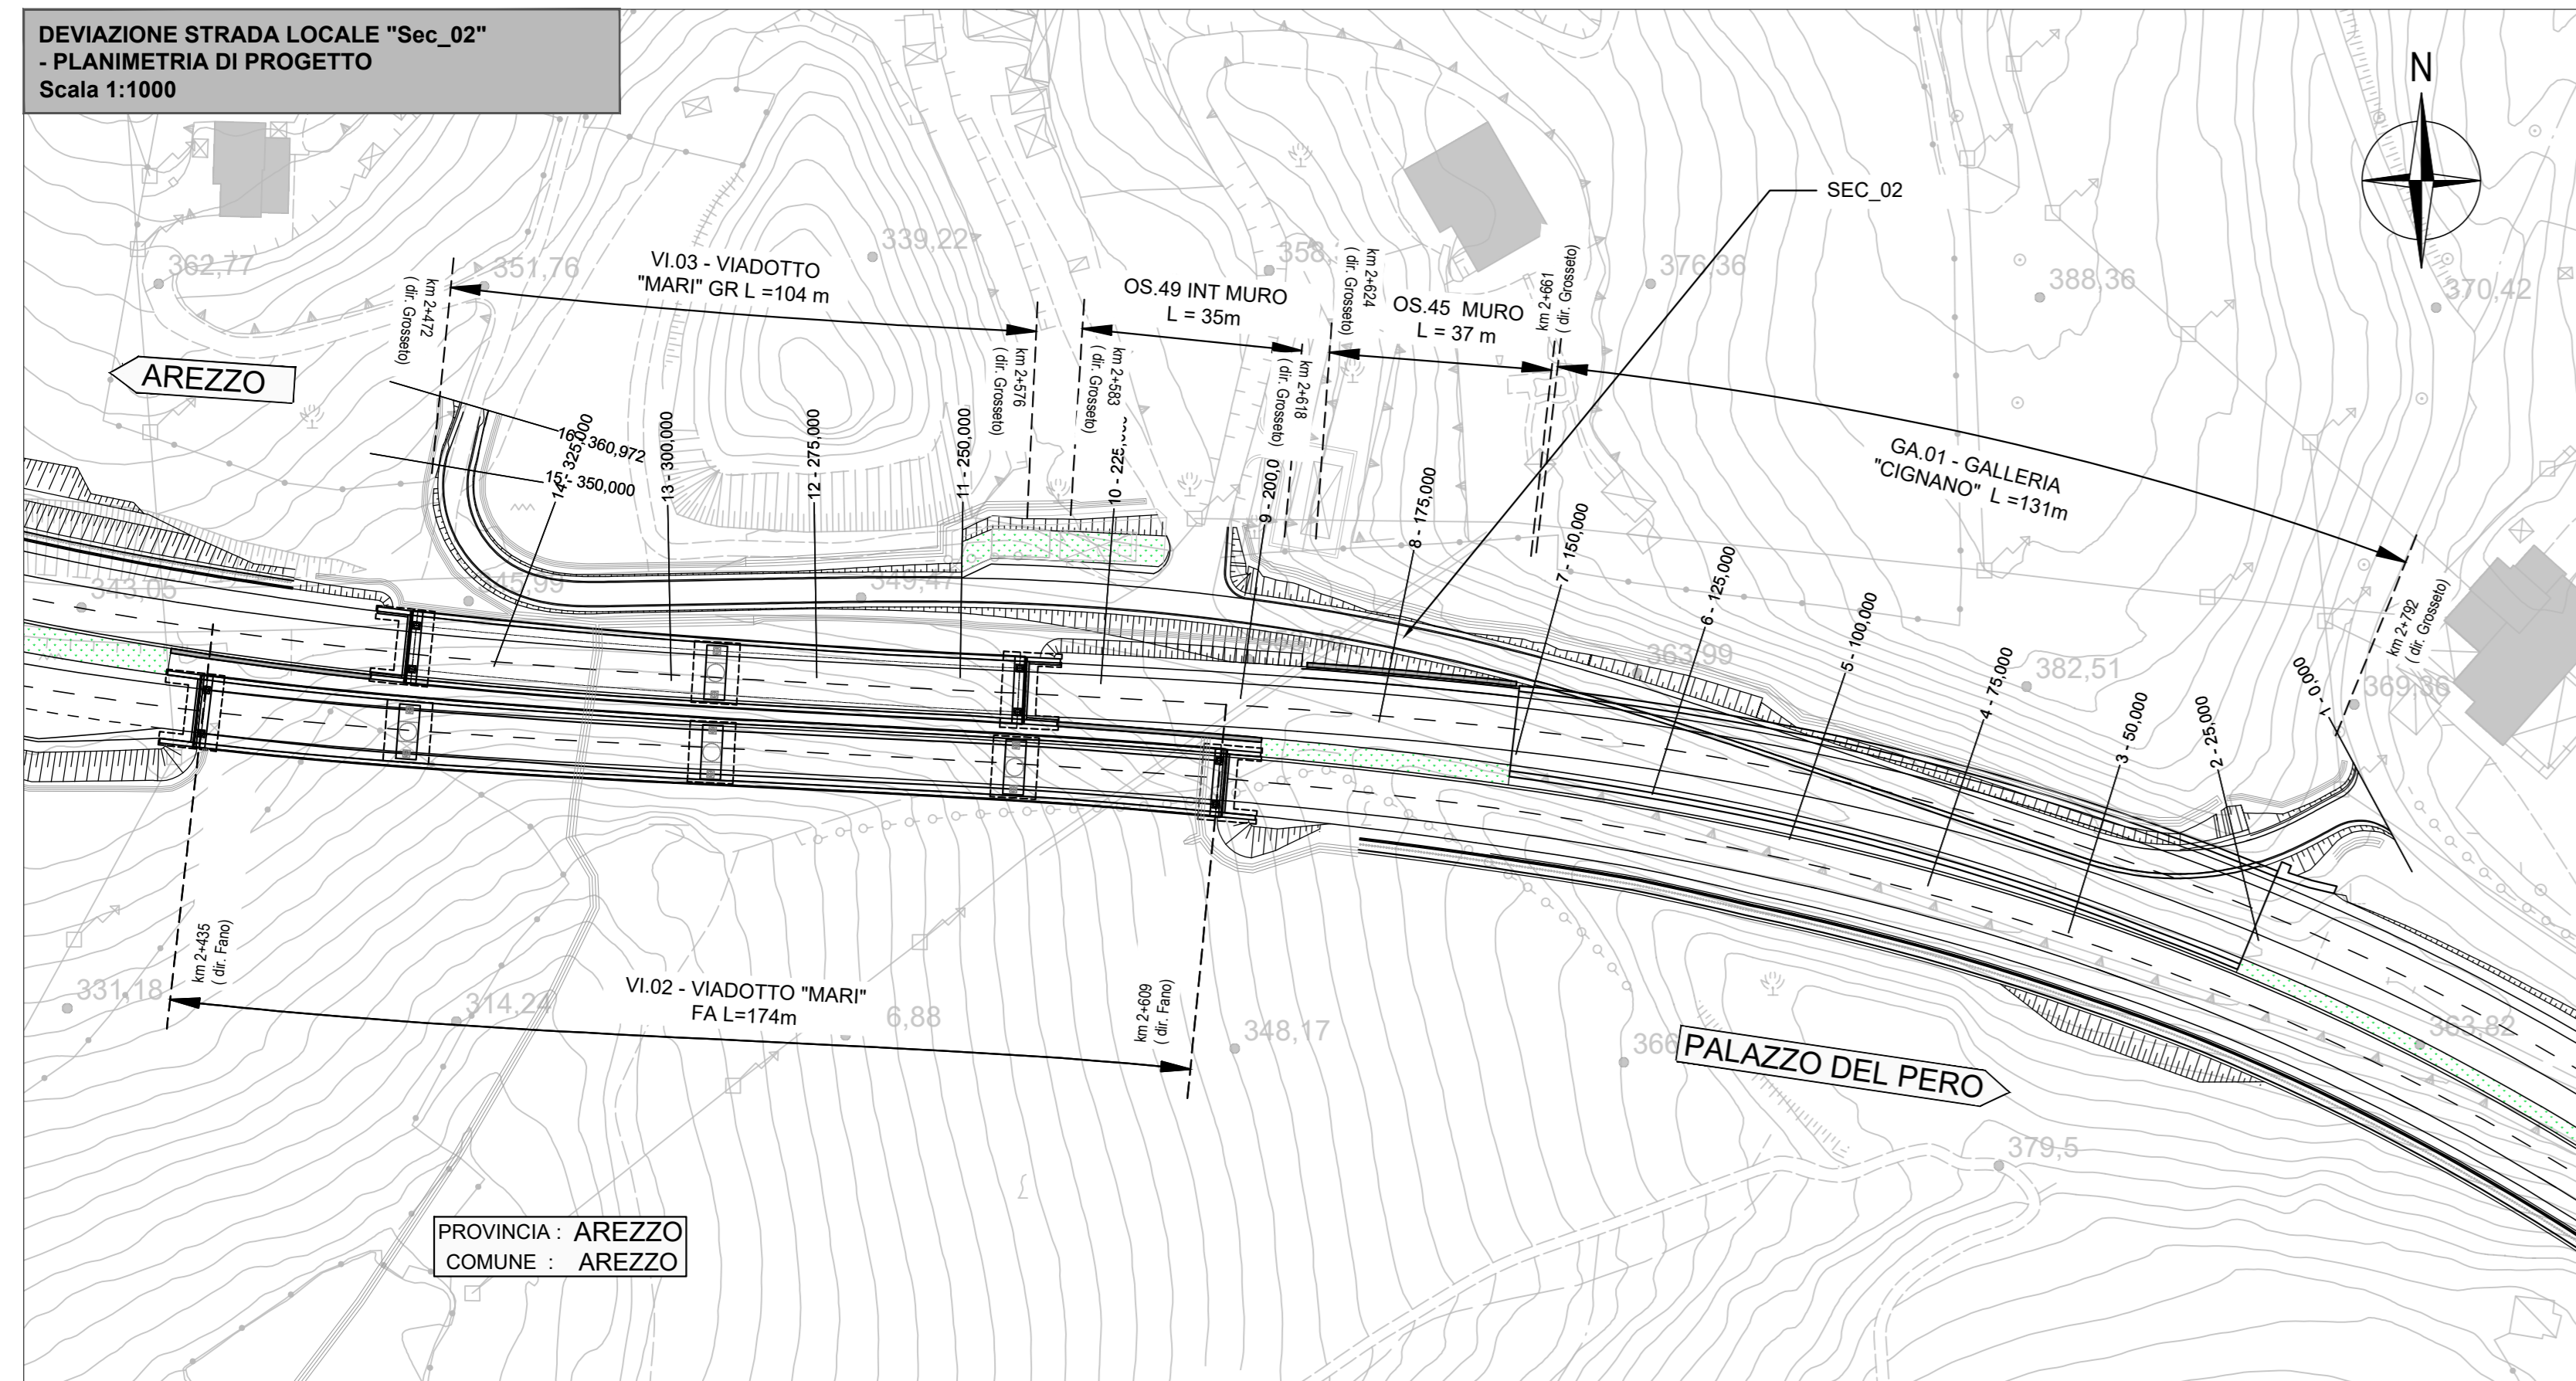 DEVIAZIONE STRADA LOCALE "Sec_02"
- PLANIMETRIA DI PROGETTO
Scala 1:1000
N
SEC_02
362,77
351,76
339,22
358,
376,36
388,36
370,42
VI.03 - VIADOTTO
"MARI" GR L =104 m
OS.49 INT MURO
L = 35m
OS.45  MURO
L = 37 m
GA.01 - GALLERIA
"CIGNANO"  L =131m
km 2+472
( dir. Grosseto)
km 2+576
( dir. Grosseto)
km 2+583
( dir. Grosseto)
km 2+618
( dir. Grosseto)
km 2+624
( dir. Grosseto)
km 2+661
( dir. Grosseto)
km 2+792
( dir. Grosseto)
AREZZO
16 - 360,972
15 - 350,000
14 - 325,000
13 - 300,000
12 - 275,000
11 - 250,000
10 - 225,
9 - 200,0
8 - 175,000
7 - 150,000
6 - 125,000
5 - 100,000
4 - 75,000
3 - 50,000
2 - 25,000
1 - 0,000
343,05
349,47
363,99
382,51
369,36
331,18
314,24
6,88
348,17
366
363,82
379,5
km 2+435
( dir. Fano)
km 2+609
( dir. Fano)
VI.02 - VIADOTTO "MARI"
FA L=174m
PALAZZO DEL PERO
PROVINCIA : AREZZO
COMUNE  :  AREZZO